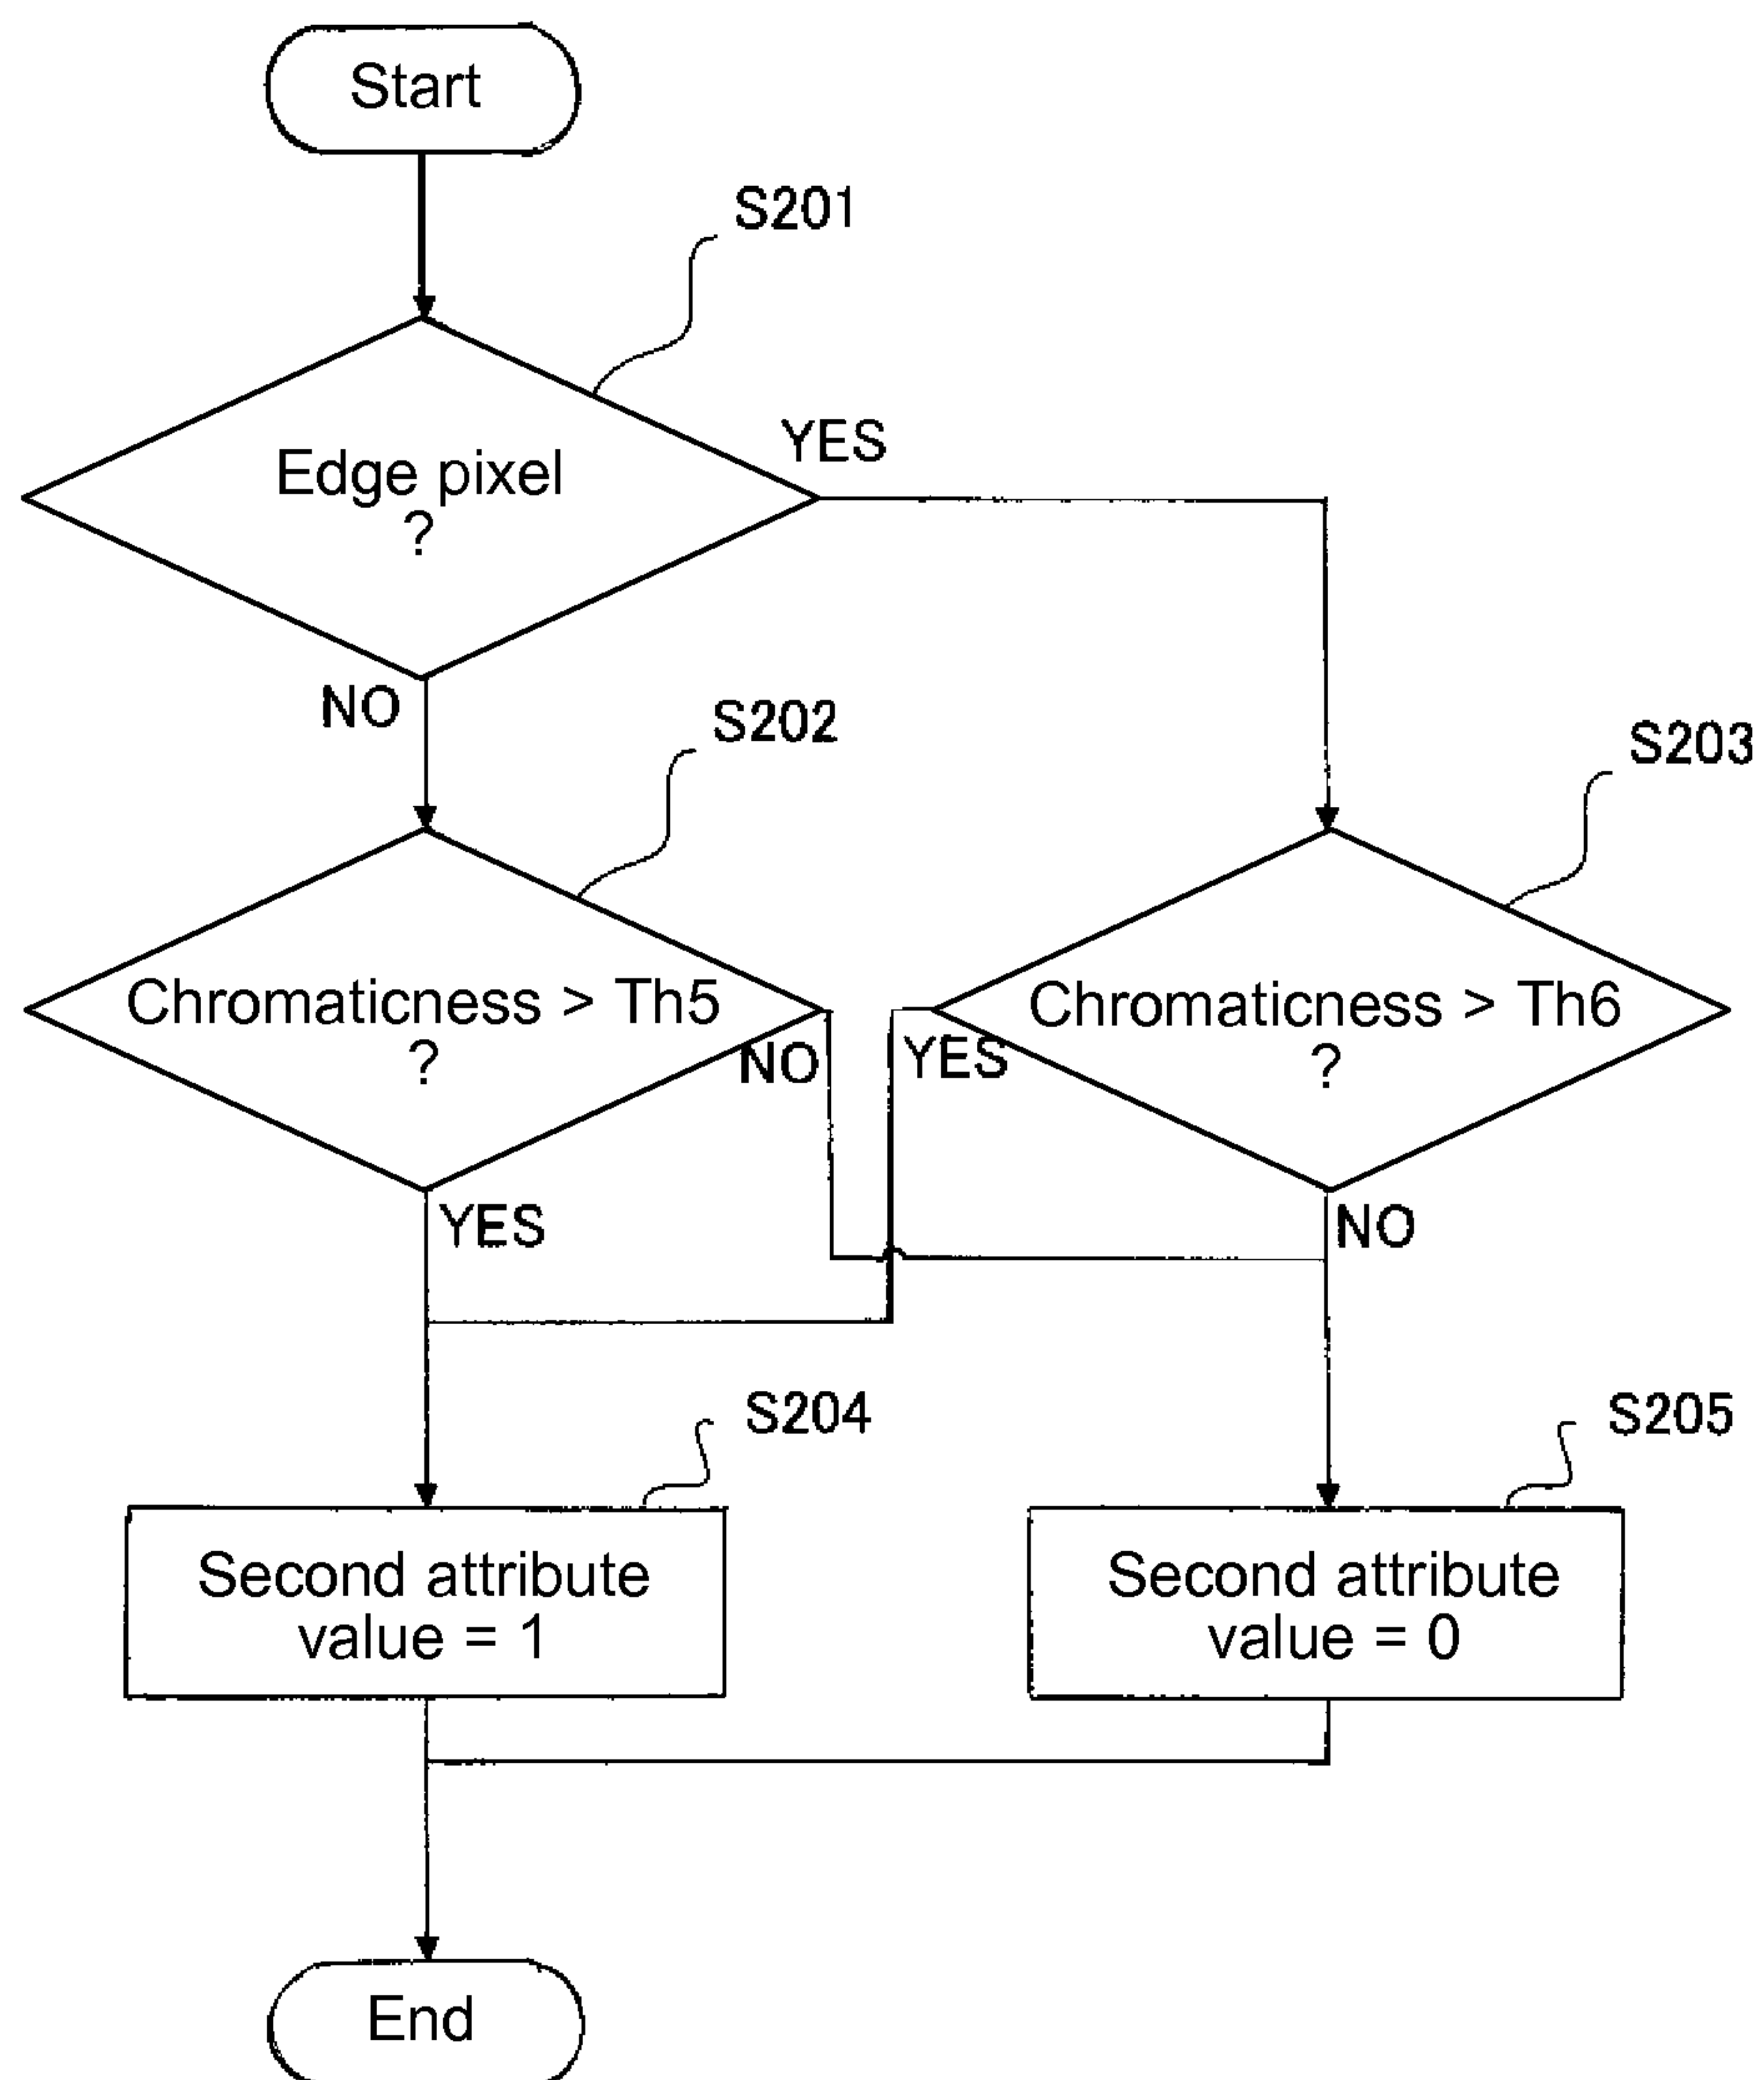 Start
S201
YES
Edge pixel
?
NO
S202
S203
Chromaticness > Th5
?
NO
YES
Chromaticness > Th6
?
YES
NO
S204
S205
Second attribute
value = 1
Second attribute
value = 0
End